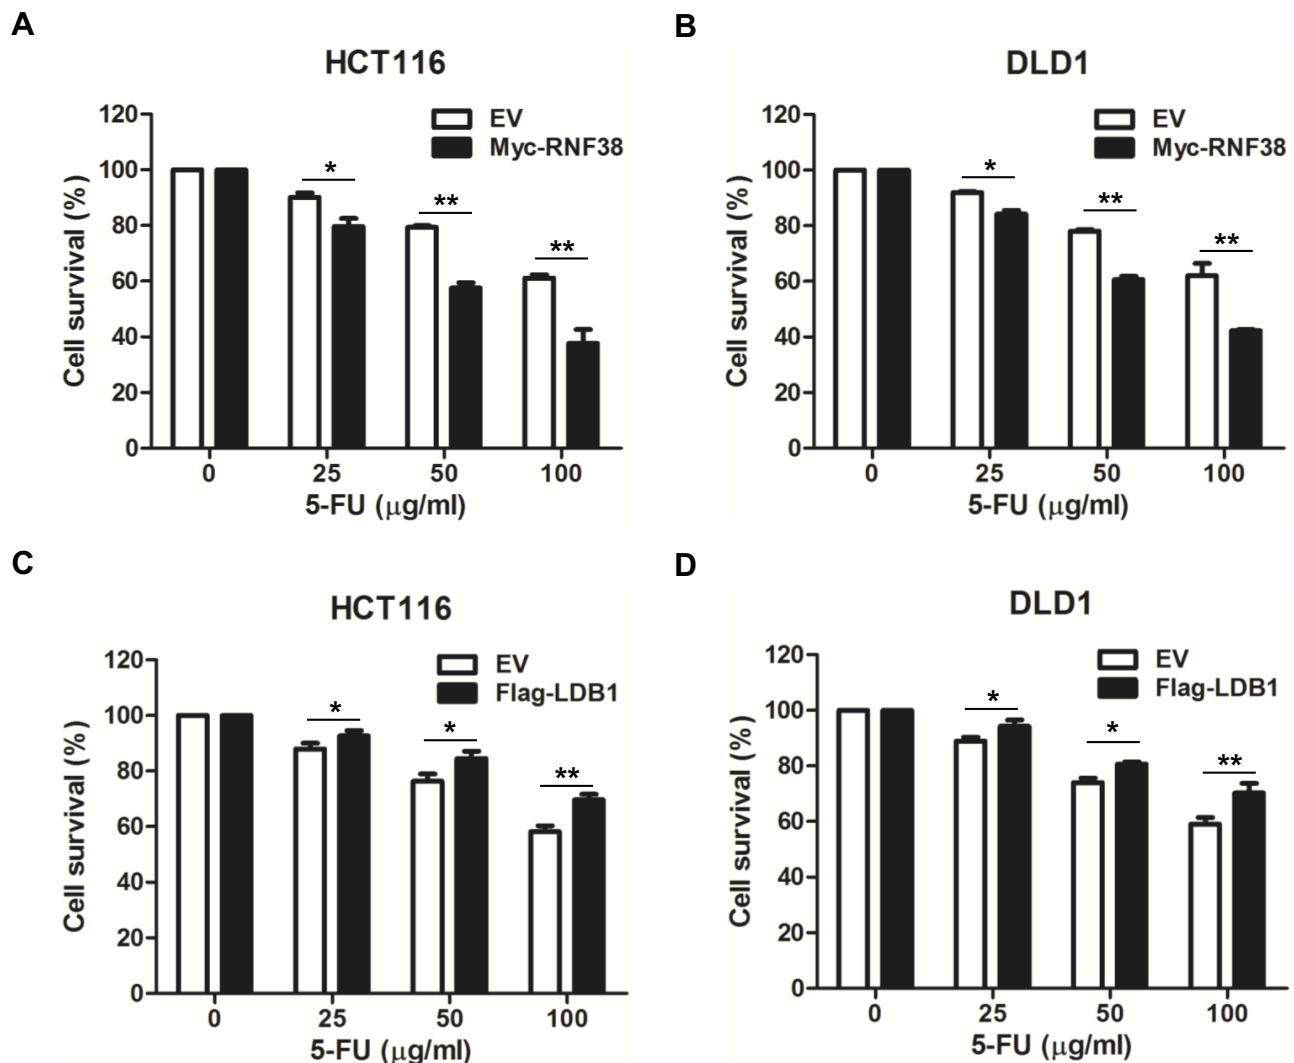 A
HCT116
EV
Myc-RNF38
120
100
80
60
40
20
0
Cell survival (%)
*
**
**
0 25 50 100
5-FU (μg/ml)
B
DLD1
EV
Myc-RNF38
120
100
80
60
40
20
0
Cell survival (%)
*
**
**
0 25 50 100
5-FU (μg/ml)
C
HCT116
EV
Flag-LDB1
120
100
80
60
40
20
0
Cell survival (%)
*
*
**
0 25 50 100
5-FU (μg/ml)
D
DLD1
EV
Flag-LDB1
120
100
80
60
40
20
0
Cell survival (%)
*
*
**
0 25 50 100
5-FU (μg/ml)